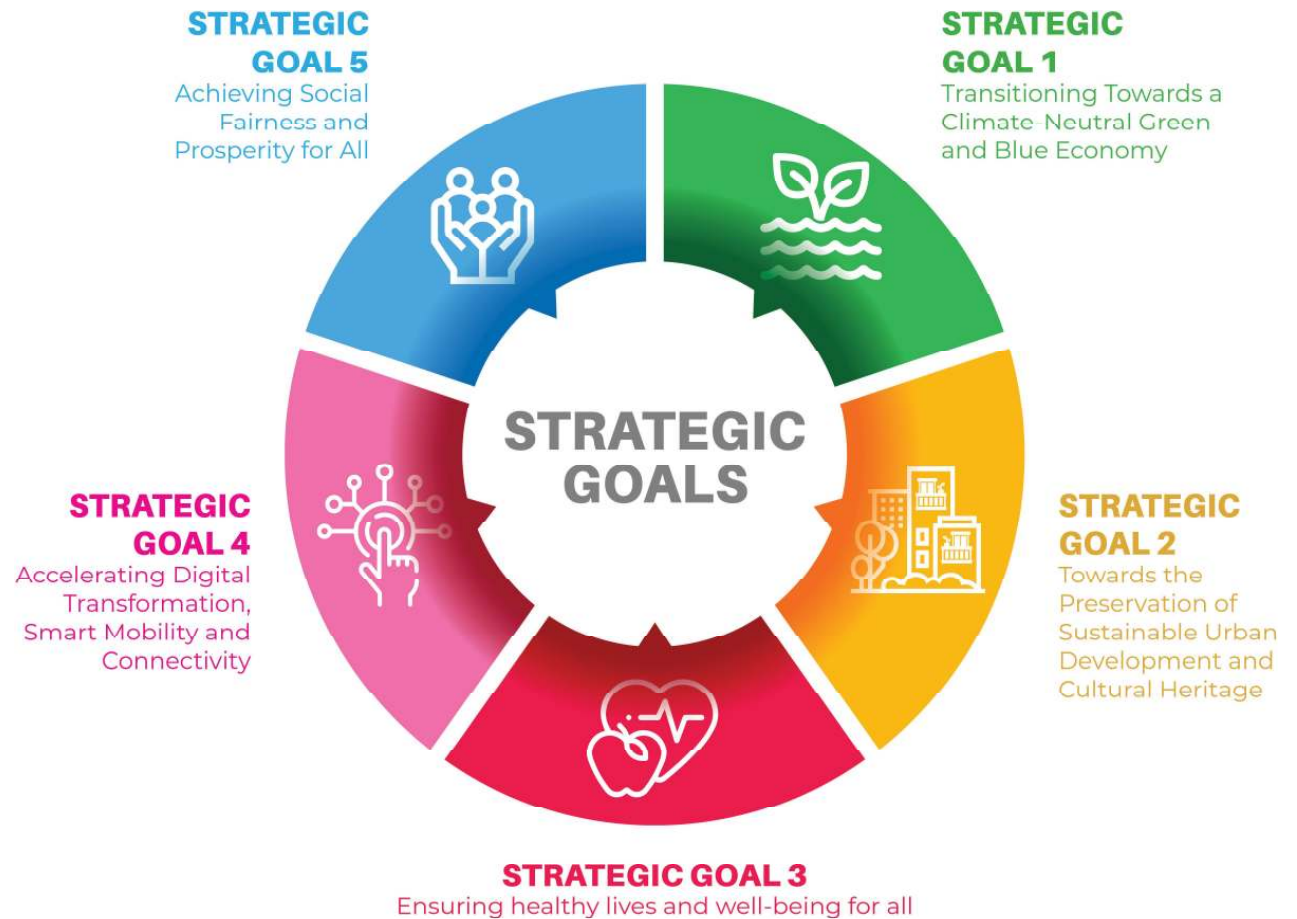 STRATEGIC
GOAL 5
Achieving Social
Fairness and
Prosperity for All
STRATEGIC
GOAL 1
Transitioning Towards a
Climate-Neutral Green
and Blue Economy
STRATEGIC
GOALS
STRATEGIC
GOAL 4
Accelerating Digital
Transformation,
Smart Mobility and
Connectivity
STRATEGIC
GOAL 2
Towards the
Preservation of
Sustainable Urban
Development and
Cultural Heritage
STRATEGIC GOAL 3
Ensuring healthy lives and well-being for all